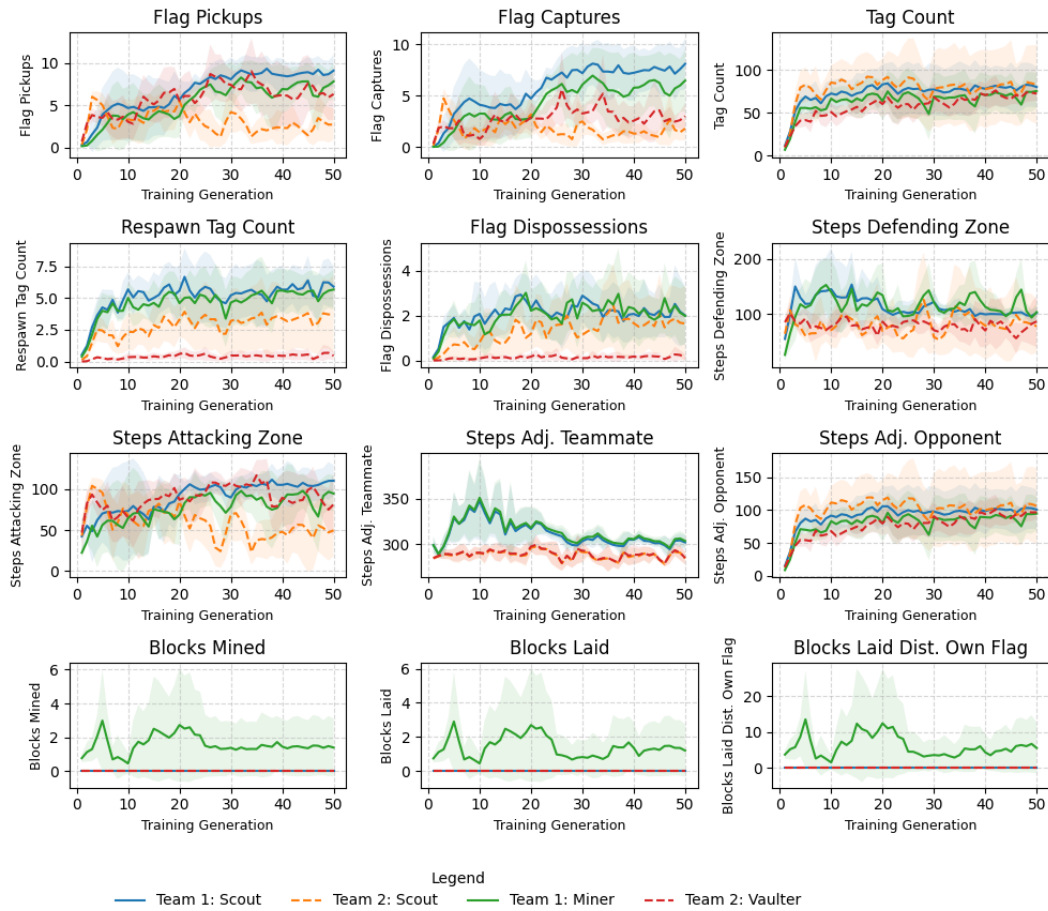 Flag Pickups
Flag Captures
Tag Count
Flag Pickups
10
5
0
0 10 20 30 40 50
Training Generation
Flag Captures
10
5
0
0 10 20 30 40 50
Training Generation
Tag Count
100
50
0
0 10 20 30 40 50
Training Generation
Respawn Tag Count
Flag Dispossessions
Steps Defending Zone
Respawn Tag Count
7.5
5.0
2.5
0.0
0 10 20 30 40 50
Training Generation
Flag Dispossessions
4
2
0
0 10 20 30 40 50
Training Generation
Steps Defending Zone
200
100
0 10 20 30 40 50
Training Generation
Steps Attacking Zone
Steps Adj. Teammate
Steps Adj. Opponent
Steps Attacking Zone
100
50
0
0 10 20 30 40 50
Training Generation
Steps Adj. Teammate
350
300
0 10 20 30 40 50
Training Generation
Steps Adj. Opponent
150
100
50
0
0 10 20 30 40 50
Training Generation
Blocks Mined
Blocks Laid
Blocks Laid Dist. Own Flag
Blocks Mined
6
4
2
0
0 10 20 30 40 50
Training Generation
Blocks Laid
6
4
2
0
0 10 20 30 40 50
Training Generation
Blocks Laid Dist. Own Flag
20
10
0
0 10 20 30 40 50
Training Generation
Legend
Team 1: Scout
Team 2: Scout
Team 1: Miner
Team 2: Vaulter